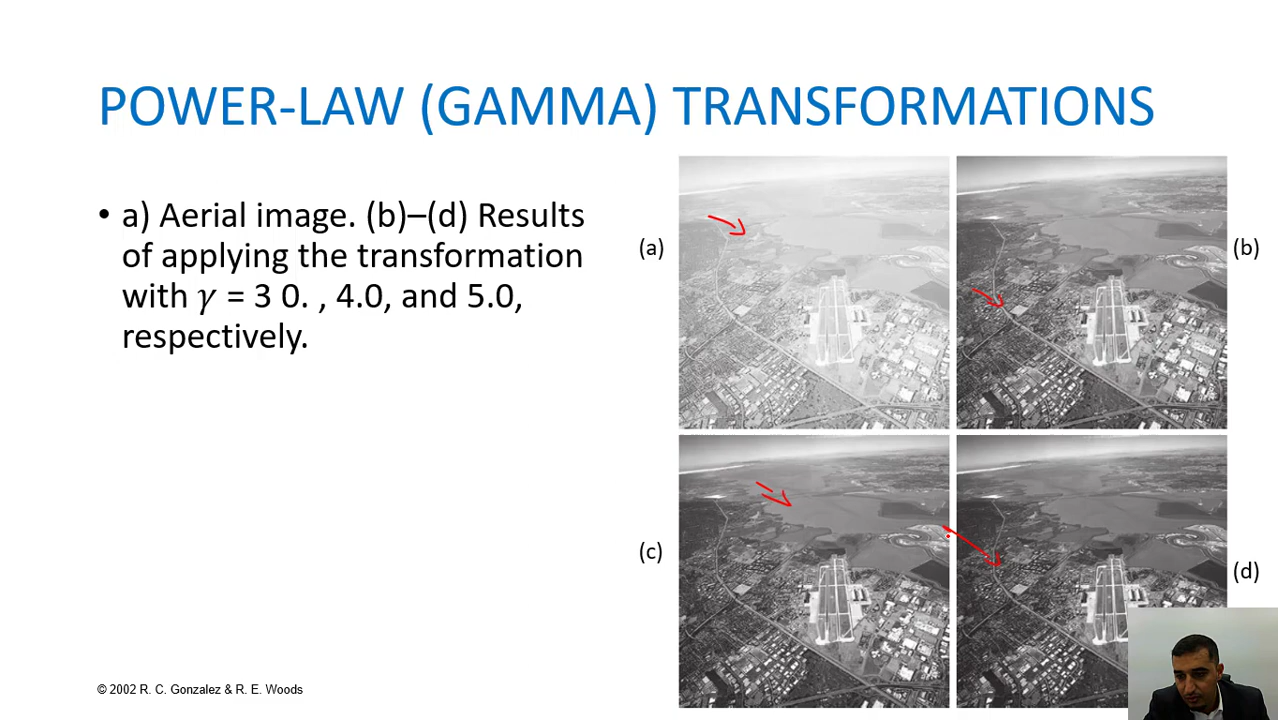 POWER-LAW (GAMMA) TRANSFORMATIONS
• a) Aerial image. (b)–(d) Results
of applying the transformation
with γ = 3 0. , 4.0, and 5.0,
respectively.
(a)
(b)
(c)
(d)
© 2002 R. C. Gonzalez & R. E. Woods